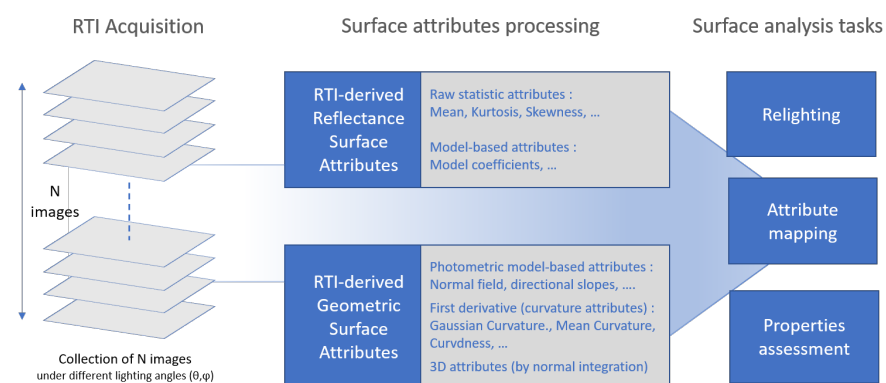 RTI Acquisition
Surface attributes processing
Surface analysis tasks
N
images
Collection of N images
under different lighting angles (θ,φ)
RTI-derived
Reflectance
Surface
Attributes
Raw statistic attributes :
Mean, Kurtosis, Skewness, ...
Model-based attributes :
Model coefficients, ...
RTI-derived
Geometric
Surface
Attributes
Photometric model-based attributes :
Normal field, directional slopes, ....
First derivative (curvature attributes) :
Gaussian Curvature., Mean Curvature,
Curvdness, ...
3D attributes (by normal integration)
Relighting
Attribute
mapping
Properties
assessment